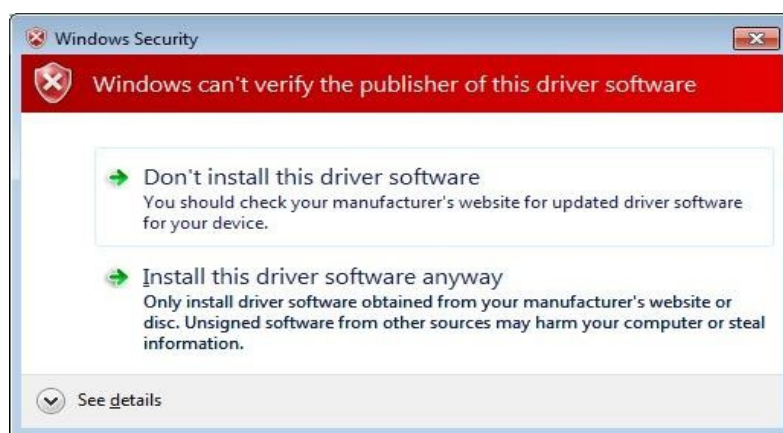 Windows Security
Windows can't verify the publisher of this driver software
Don't install this driver software
You should check your manufacturer's website for updated driver software
for your device.
Install this driver software anyway
Only install driver software obtained from your manufacturer's website or
disc. Unsigned software from other sources may harm your computer or steal
information.
See details